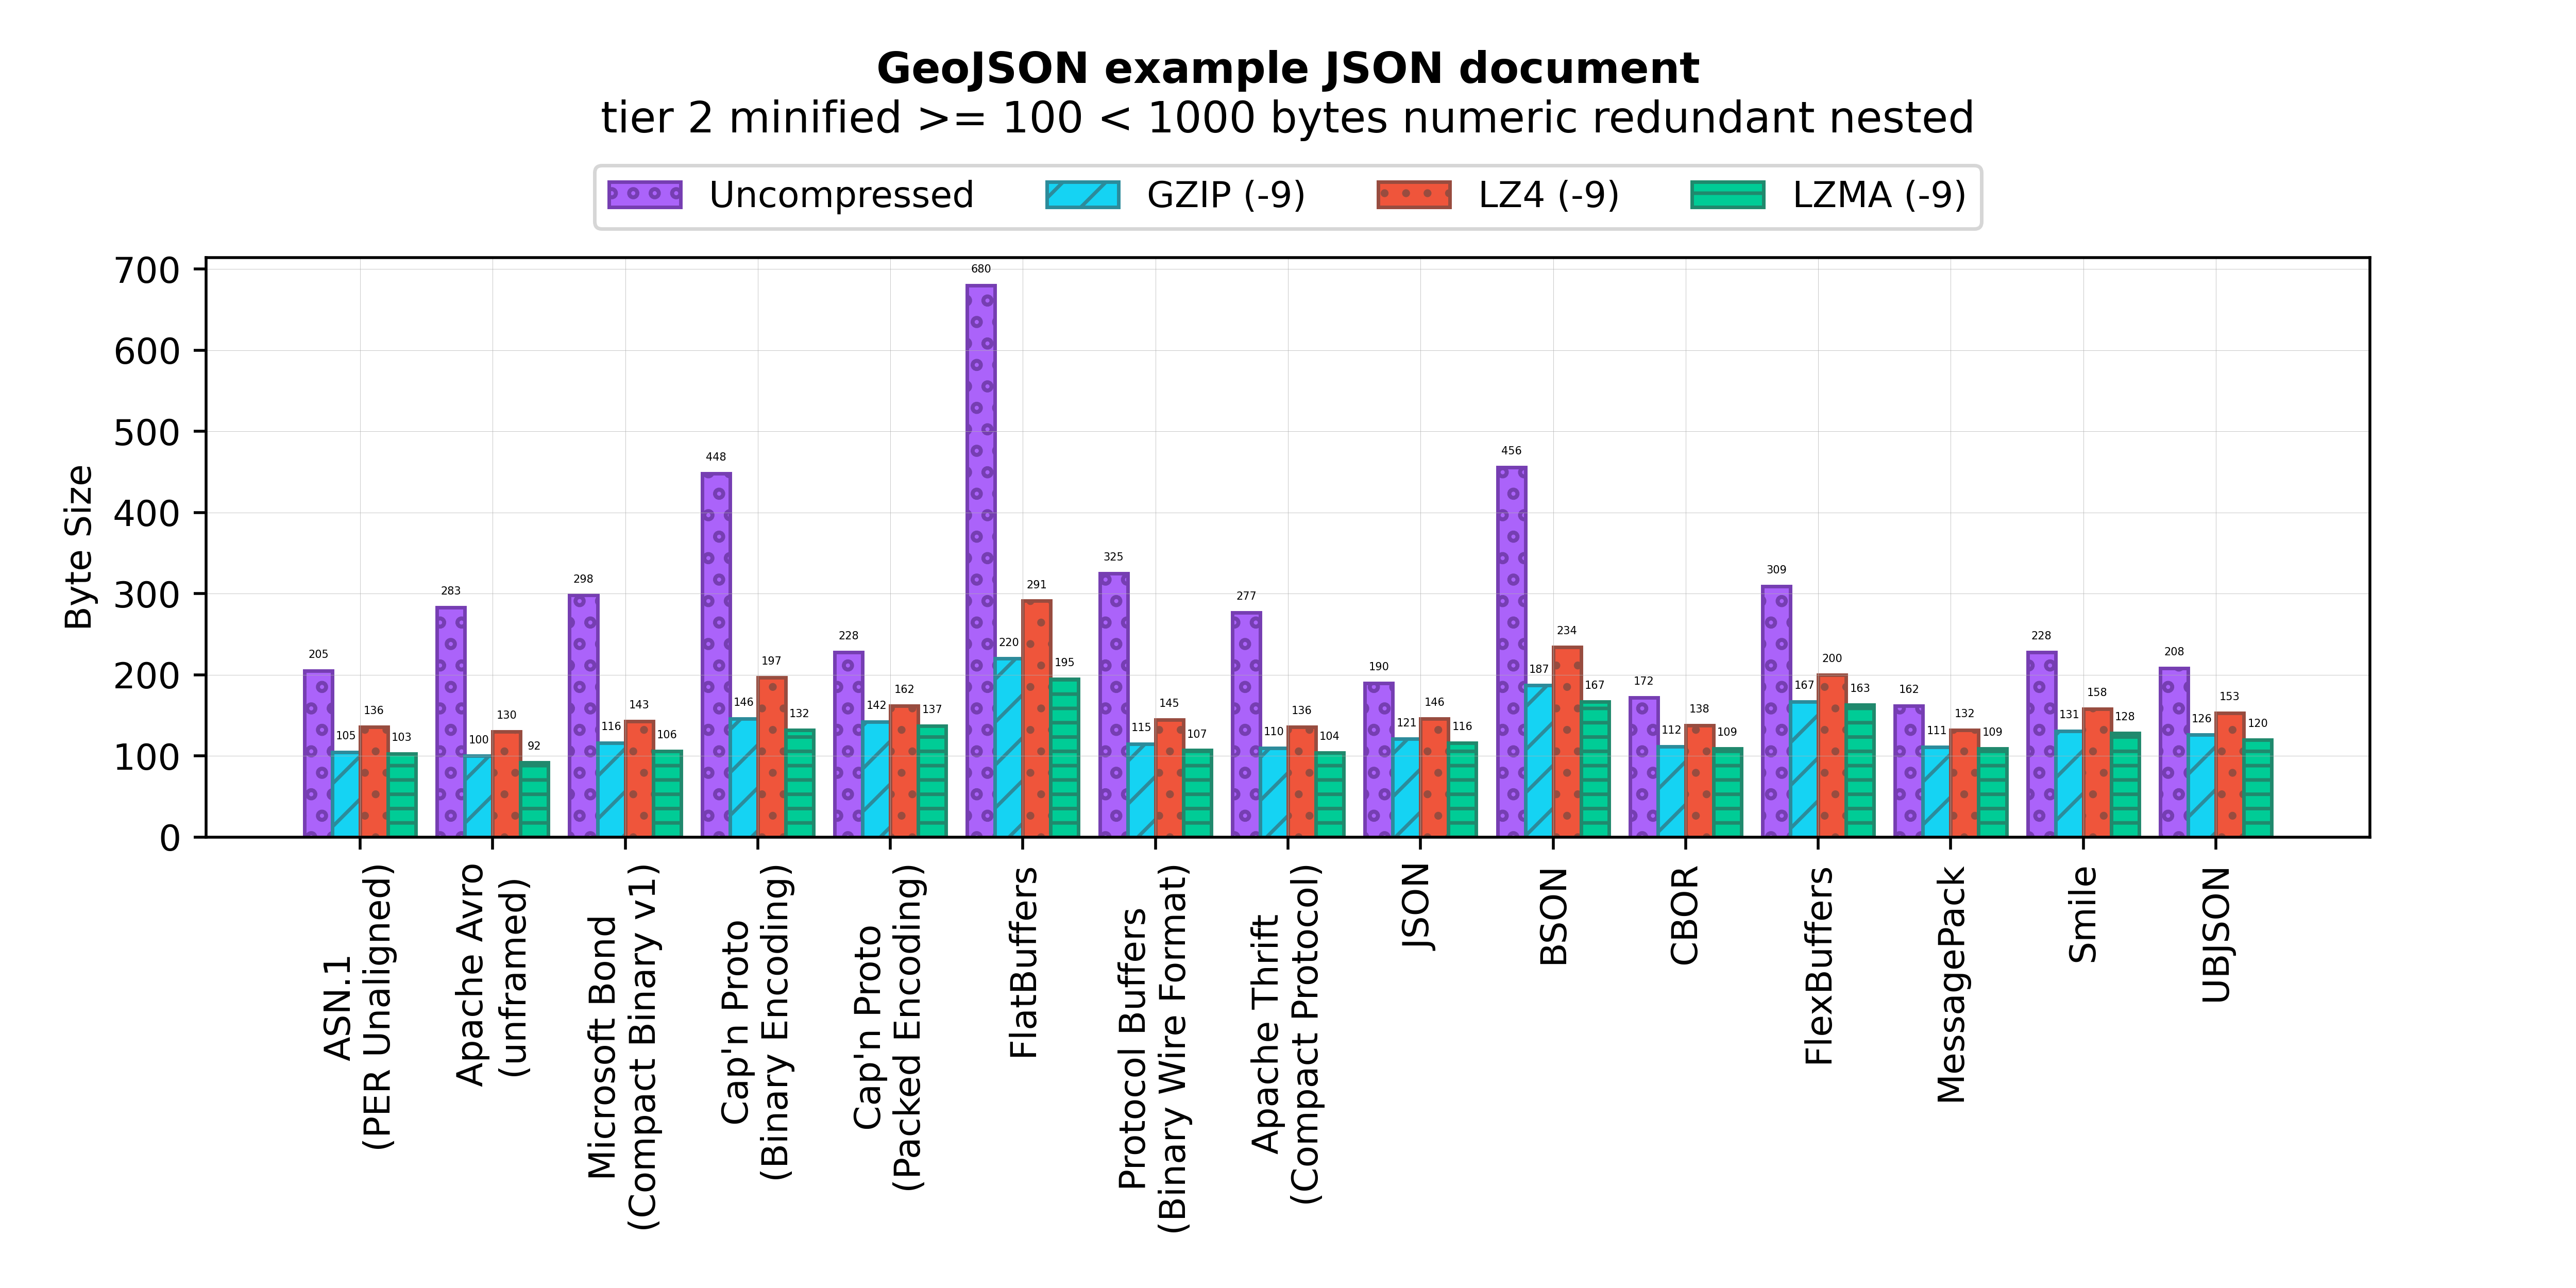 GeoJSON example JSON document
tier 2 minified >= 100 < 1000 bytes numeric redundant nested
Uncompressed
GZIP (-9)
LZ4 (-9)
LZMA (-9)
Byte Size
700
600
500
400
300
200
100
0
205
105
136
103
283
100
130
92
298
116
143
106
448
146
197
132
228
142
162
137
680
220
291
195
325
115
145
107
277
110
136
104
190
121
146
116
456
187
234
167
172
112
138
109
309
167
200
163
162
111
132
109
228
131
158
128
208
126
153
120
ASN.1
(PER Unaligned)
Apache Avro
(unframed)
Microsoft Bond
(Compact Binary v1)
Cap'n Proto
(Binary Encoding)
Cap'n Proto
(Packed Encoding)
FlatBuffers
Protocol Buffers
(Binary Wire Format)
Apache Thrift
(Compact Protocol)
JSON
BSON
CBOR
FlexBuffers
MessagePack
Smile
UBJSON